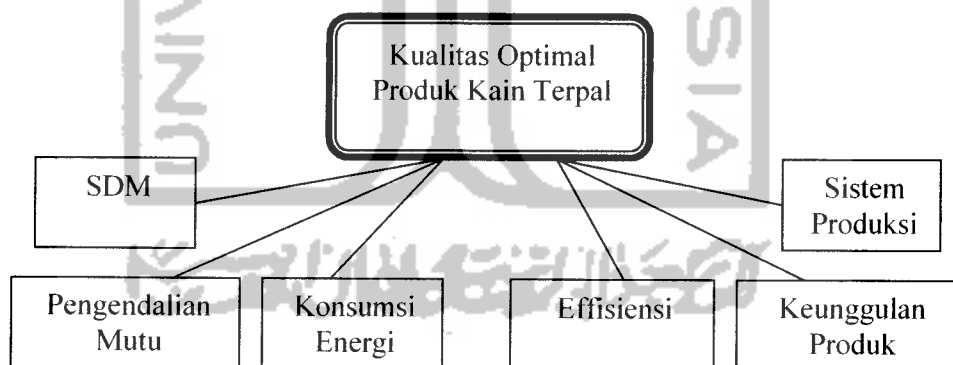 Kualitas Optimal
Produk Kain Terpal
SDM
Sistem
Produksi
Pengendalian
Mutu
Konsumsi
Energi
Effisiensi
Keunggulan
Produk